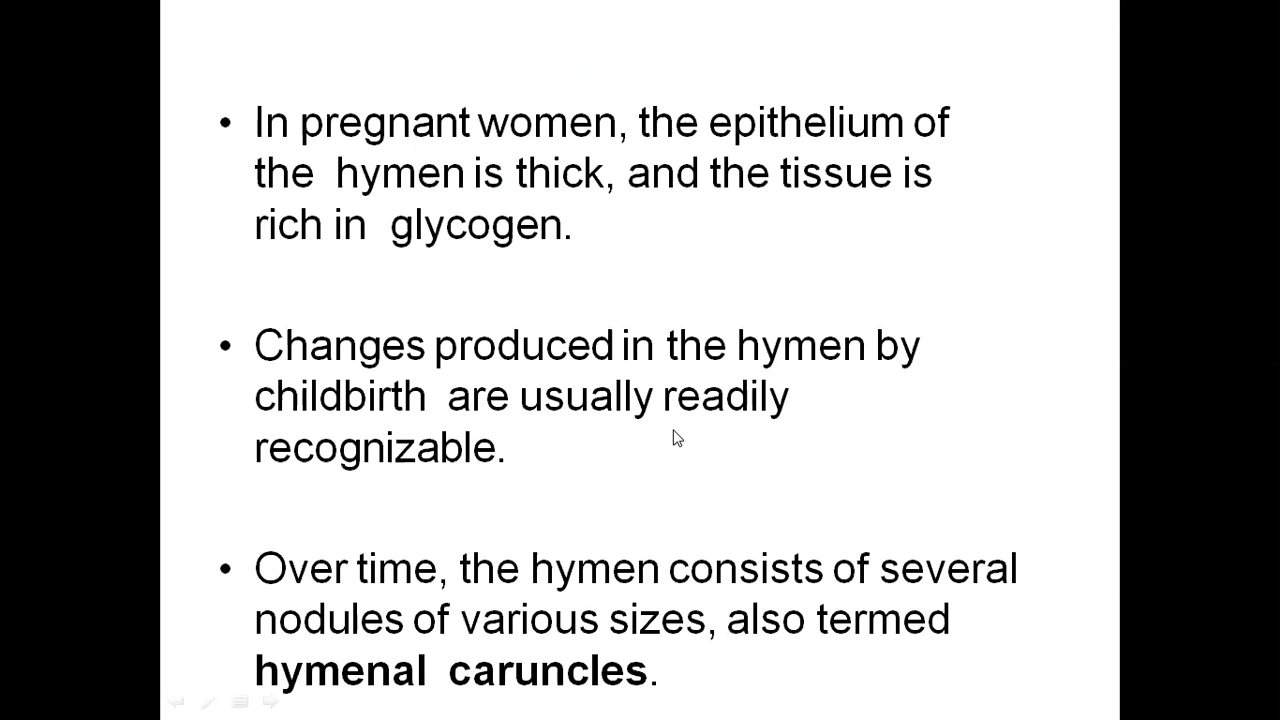 • In pregnant women, the epithelium of
the hymen is thick, and the tissue is
rich in glycogen.
• Changes produced in the hymen by
childbirth are usually readily
recognizable.
• Over time, the hymen consists of several
nodules of various sizes, also termed
hymenal caruncles.